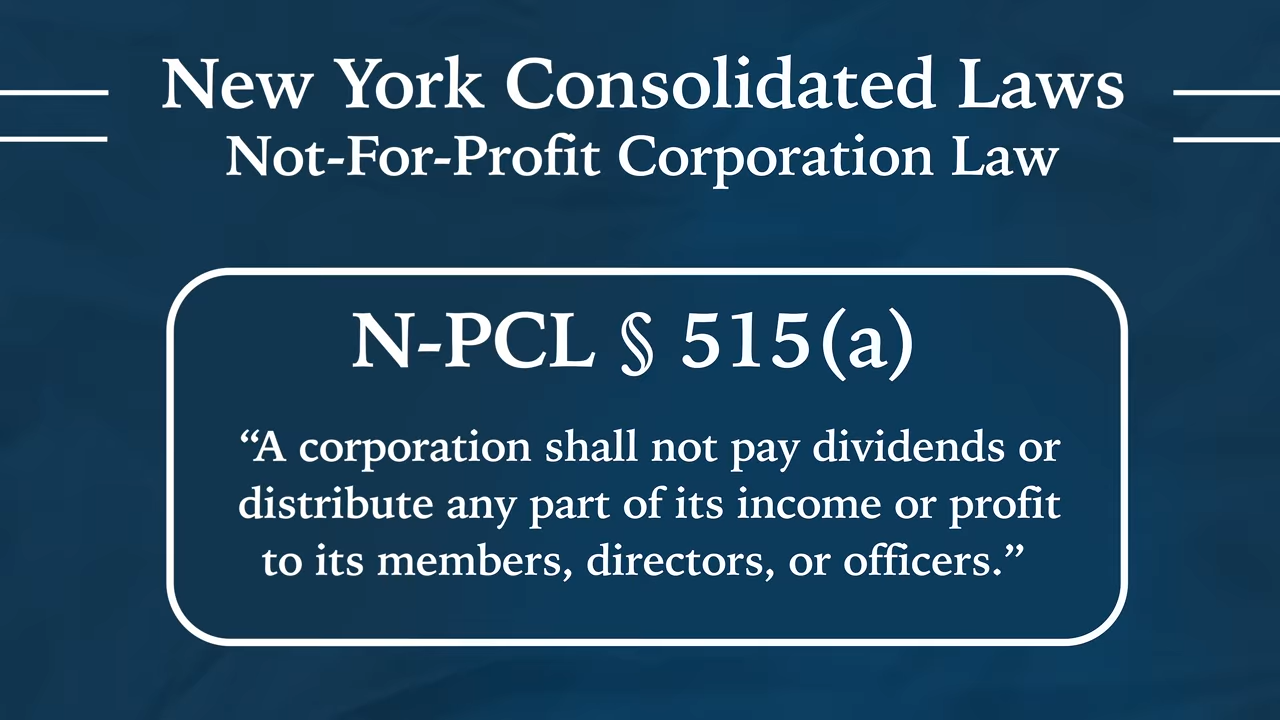 New York Consolidated Laws
Not-For-Profit Corporation Law
N-PCL § 515(a)
“A corporation shall not pay dividends or
distribute any part of its income or profit
to its members, directors, or officers.”